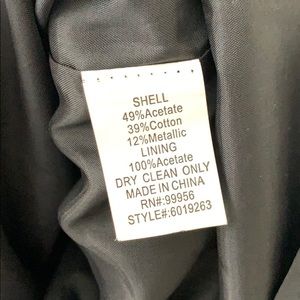 SHELL
49%Acetate
39%Cotton
12%Metallic
LINING
100%Acetate
DRY CLEAN ONLY
MADE IN CHINA
RN#:99956
STYLE#:6019263